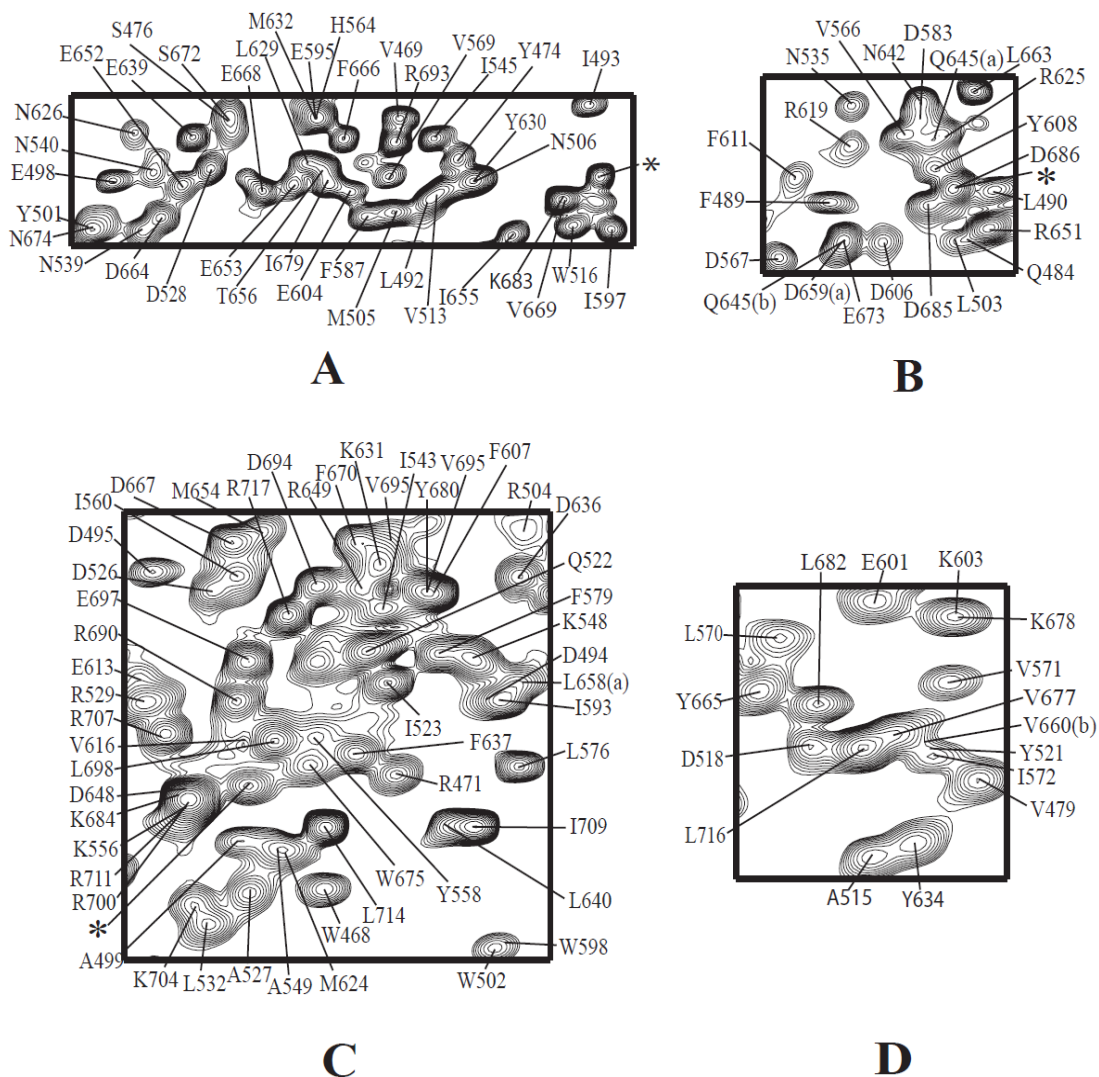 M632
H564
S476
L629
E595
V469
V569
Y474
E652
S672
E639
E668
F666
R693
I545
I493
N626
Y630
N540
N506
E498
*
Y501
N674
N539
D664
D528
E653
T656
I679
E604
F587
M505
L492
V513
I655
K683
V669
W516
I597
A
D583
V566
N642
Q645(a)
L663
N535
R625
R619
Y608
F611
D686
*
F489
L490
R651
D567
D659(a)
D606
Q484
Q645(b)
E673
D685
L503
B
K631
I543
F607
D694
F670
V695
V695
D667
M654
R717
R649
Y680
R504
I560
D636
D495
Q522
D526
E697
F579
K548
R690
D494
E613
L658(a)
R529
I593
I523
R707
V616
F637
L576
L698
R471
D648
K684
K556
I709
R711
W675
R700
Y558
L640
*
L714
W468
A499
W598
K704
L532
A527
A549
M624
W502
C
L682
E601
K603
L570
K678
V571
Y665
V677
V660(b)
D518
Y521
I572
V479
L716
A515
Y634
D